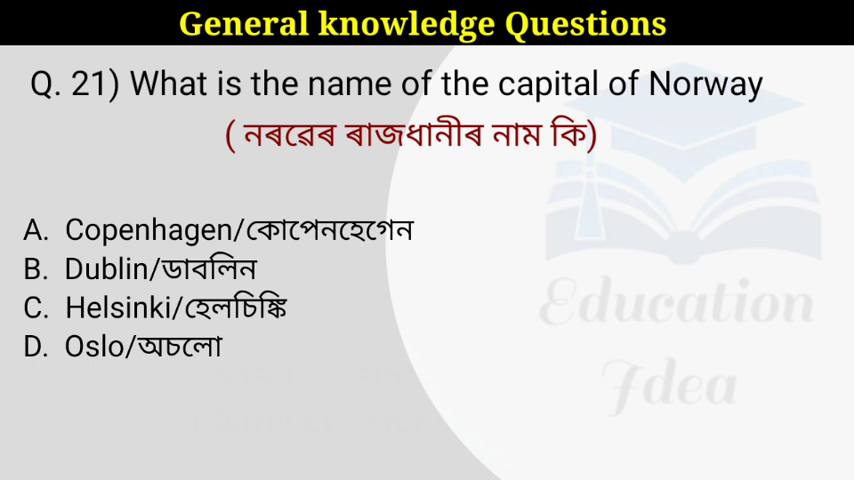 General knowledge Questions
Q. 21) What is the name of the capital of Norway
( নৰৱেৰ ৰাজধানীৰ নাম কি)
A. Copenhagen/কোপেনহেগেন
B. Dublin/ডাবলিন
C. Helsinki/হেলচিঙ্কি
D. Oslo/অচলো
Education
Idea